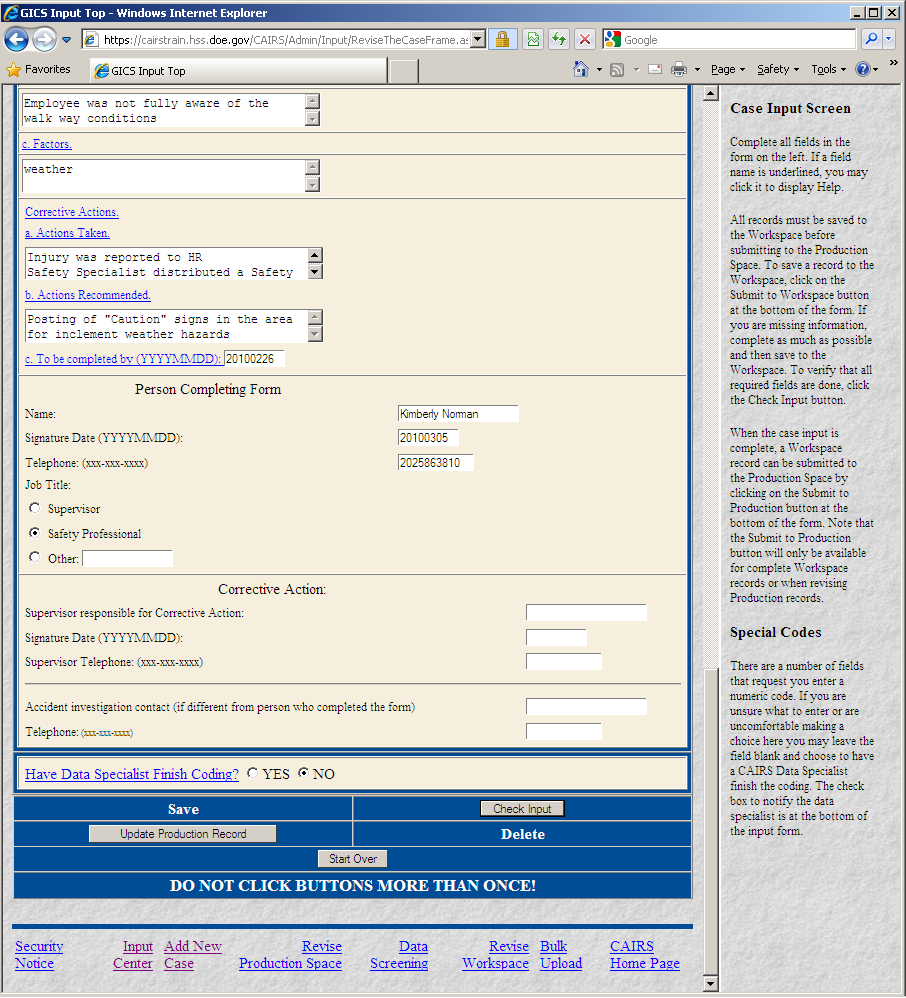 GICS Input Top - Windows Internet Explorer
https://cairstrain.hss.doe.gov/CAIRS/Admin/Input/ReviseTheCaseFrame.as
Google
Favorites
GICS Input Top
Page
Safety
Tools
»
Employee was not fully aware of the
walk way conditions
c. Factors.
weather
Corrective Actions.
a. Actions Taken.
Injury was reported to HR
Safety Specialist distributed a Safety
b. Actions Recommended.
Posting of "Caution" signs in the area
for inclement weather hazards
c. To be completed by (YYYYMMDD): 20100226
Person Completing Form
Name: Kimberly Norman
Signature Date (YYYYMMDD): 20100305
Telephone: (xxx-xxx-xxxx) 2025863810
Job Title:
Supervisor
Safety Professional
Other:
Corrective Action:
Supervisor responsible for Corrective Action:
Signature Date (YYYYMMDD):
Supervisor Telephone: (xxx-xxx-xxxx)
Accident investigation contact (if different from person who completed the form)
Telephone: (xxx-xxx-xxxx)
Have Data Specialist Finish Coding? YES NO
Save Check Input
Update Production Record Delete
Start Over
DO NOT CLICK BUTTONS MORE THAN ONCE!
Security Notice
Input Center
Add New Case
Revise Production Space
Data Screening
Revise Workspace
Bulk Upload
CAIRS Home Page
Case Input Screen
Complete all fields in the
form on the left. If a field
name is underlined, you may
click it to display Help.
All records must be saved to
the Workspace before
submitting to the Production
Space. To save a record to the
Workspace, click on the
Submit to Workspace button
at the bottom of the form. If
you are missing information,
complete as much as possible
and then save to the
Workspace. To verify that all
required fields are done, click
the Check Input button.
When the case input is
complete, a Workspace
record can be submitted to
the Production Space by
clicking on the Submit to
Production button at the
bottom of the form. Note that
the Submit to Production
button will only be available
for complete Workspace
records or when revising
Production records.
Special Codes
There are a number of fields
that request you enter a
numeric code. If you are
unsure what to enter or are
uncomfortable making a
choice here you may leave the
field blank and choose to have
a CAIRS Data Specialist
finish the coding. The check
box to notify the data
specialist is at the bottom of
the input form.